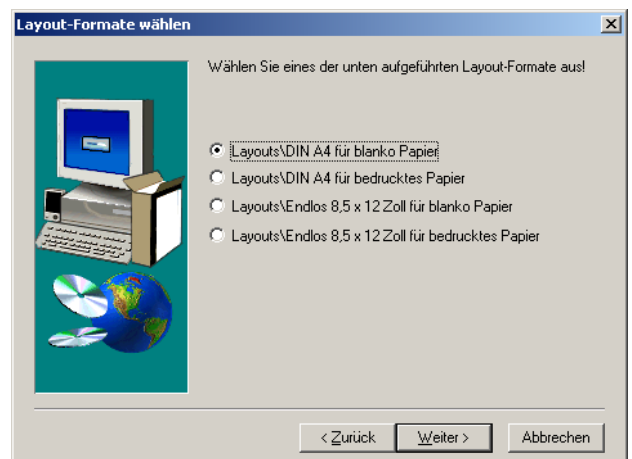 Layout-Formate wählen
Wählen Sie eines der unten aufgeführten Layout-Formate aus!
Layouts\DIN A4 für blanko Papier
Layouts\DIN A4 für bedrucktes Papier
Layouts\Endlos 8,5 x 12 Zoll für blanko Papier
Layouts\Endlos 8,5 x 12 Zoll für bedrucktes Papier
< Zurück Weiter > Abbrechen